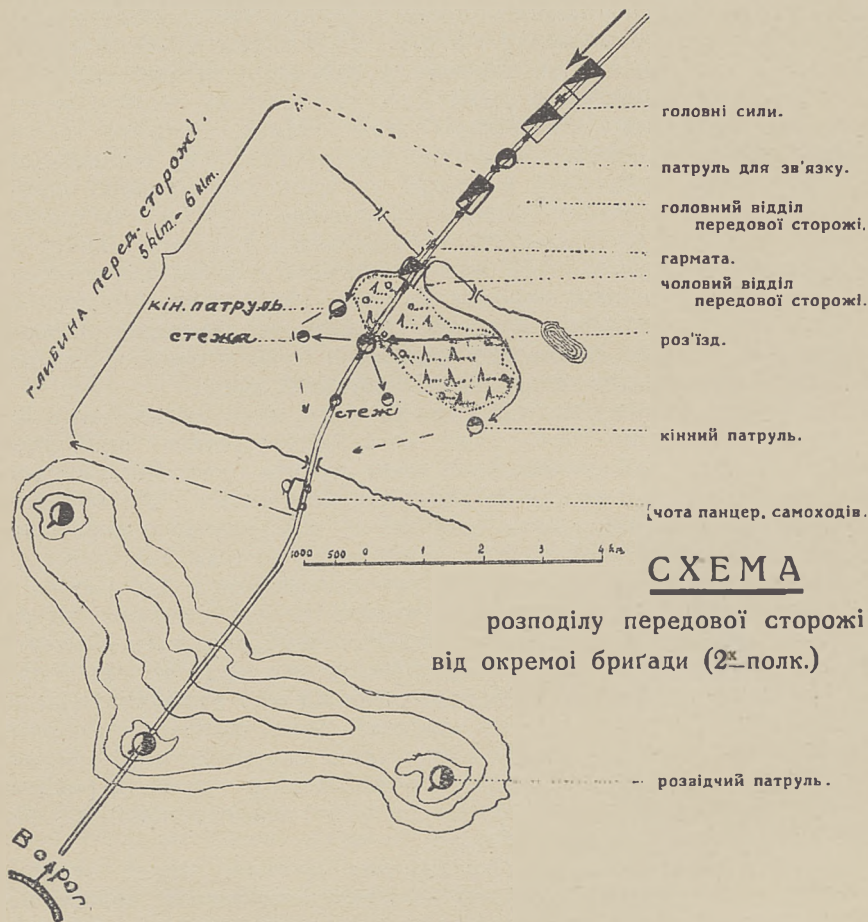 головні сили.
патруль для зв'язку.
головний відділ
передової сторожі.
гармата.
чоловий відділ
передової сторожі.
роз'їзд.
кінний патруль.
чота панцер. самоходів.
глибина перед. сторожі.
5 klm. - 6 klm.
кін. патруль
стежа
стежі
1000 500 0 1 2 3 4 km.
СХЕМА
розподілу передової сторожі
від окремоі бриґади (2х полк.)
розвідчий патруль.
Ворог